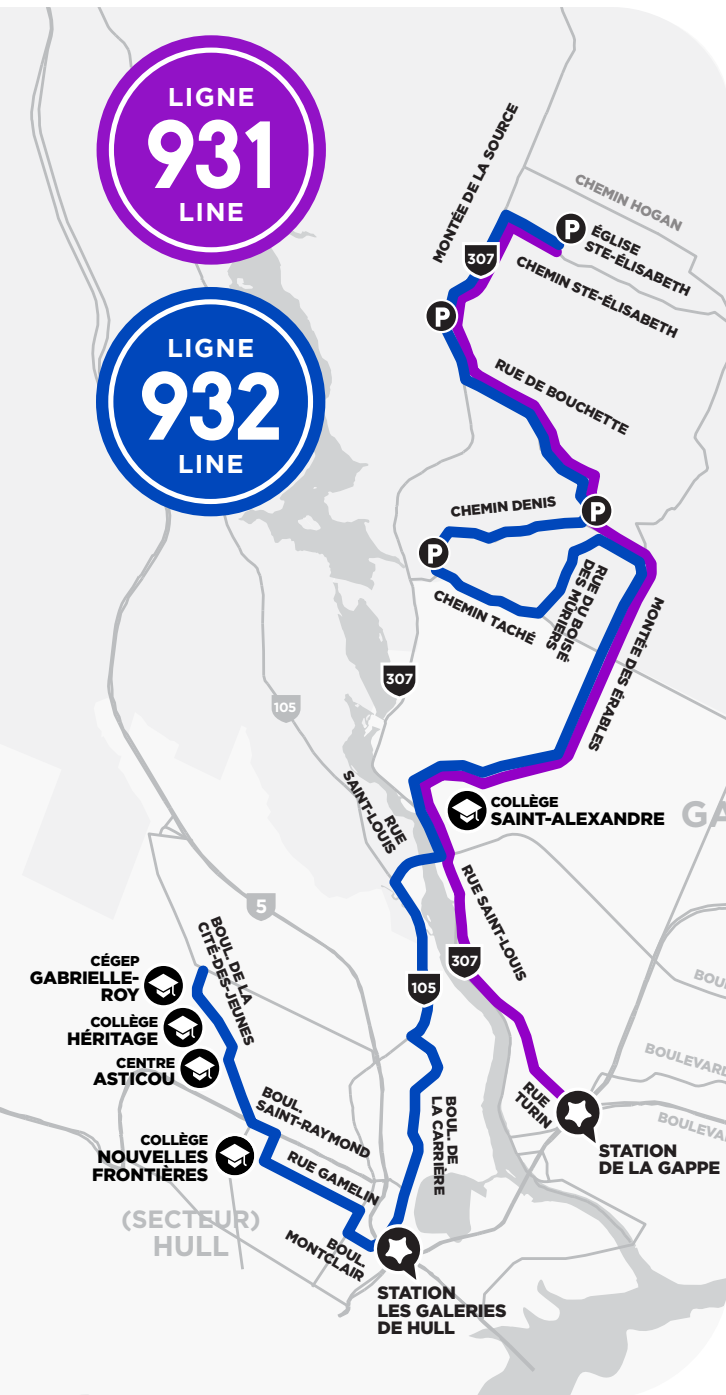 LIGNE
931
LINE
LIGNE
932
LINE
MONTÉE DE LA SOURCE
CHEMIN HOGAN
P
ÉGLISE
STE-ÉLISABETH
307
CHEMIN STE-ÉLISABETH
P
RUE DE BOUCHETTE
CHEMIN DENIS
P
P
RUE DU BOISÉ
DES MÛRIERS
CHEMIN TACHÉ
MONTÉE DES ÉRABLES
307
105
RUE
SAINT-LOUIS
COLLÈGE
SAINT-ALEXANDRE
GA
RUE SAINT-LOUIS
5
BOUL. DE LA
CITÉ-DES-JEUNES
CÉGEP
GABRIELLE-
ROY
307
105
BOU
COLLÈGE
HÉRITAGE
CENTRE
ASTICOU
BOULEVARD
BOUL.
SAINT-RAYMOND
BOUL. DE
LA CARRIÈRE
RUE
TURIN
BOULEVA
COLLÈGE
NOUVELLES
FRONTIÈRES
RUE GAMELIN
STATION
DE LA GAPPE
(SECTEUR)
HULL
BOUL.
MONTCLAIR
STATION
LES GALERIES
DE HULL